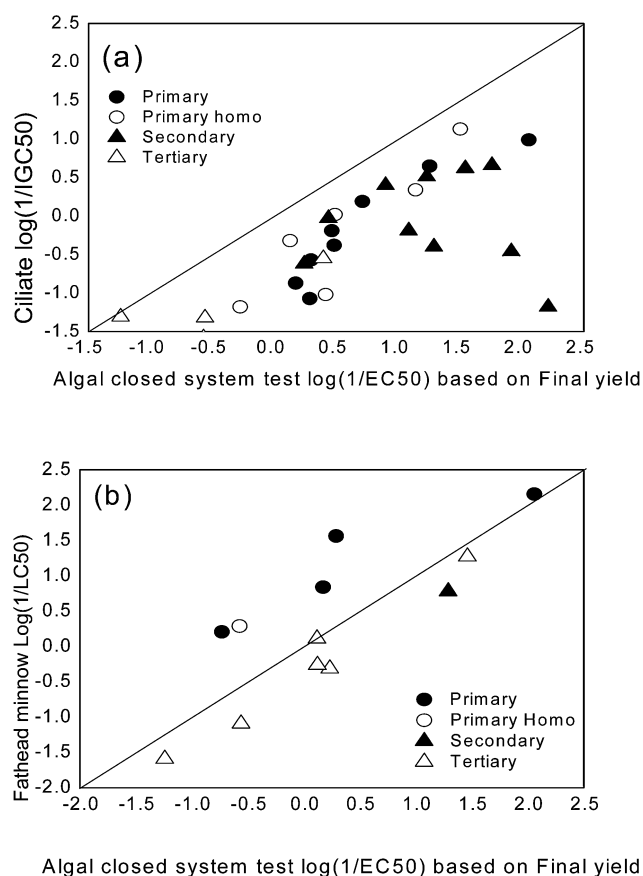 2.5
(a)
2.0
1.5
Primary
Primary homo
1.0
Secondary
Tertiary
0.5
0.0
-0.5
-1.0
-1.5
Ciliate log(1/IGC50)
-1.5 -1.0 -0.5 0.0 0.5 1.0 1.5 2.0 2.5
Algal closed system test log(1/EC50) based on Final yield
2.5
(b)
2.0
1.5
1.0
0.5
0.0
-0.5
Primary
-1.0
Primary Homo
Secondary
-1.5
Tertiary
-2.0
Fathead minnow Log(1/LC50)
-2.0 -1.5 -1.0 -0.5 0.0 0.5 1.0 1.5 2.0 2.5
Algal closed system test log(1/EC50) based on Final yield